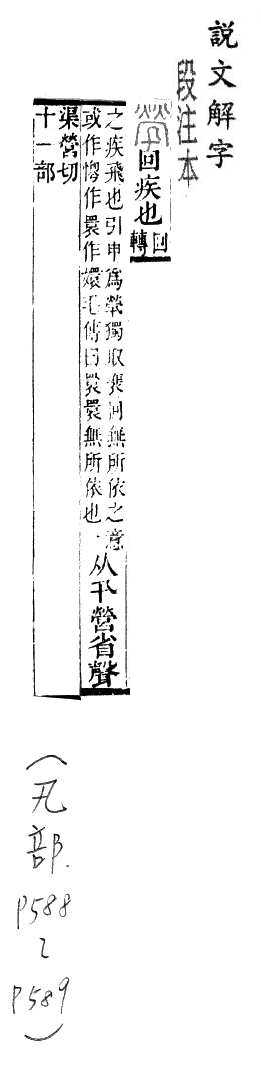 說文解字
段注本
煢回疾也回轉
之疾飛也引申爲煢獨取裴回無所依之意
或作惸作睘作嬛毛傳曰睘睘無所依也
从卂營省聲
渠營切
十一部
(卂部.
P588
~
P589)